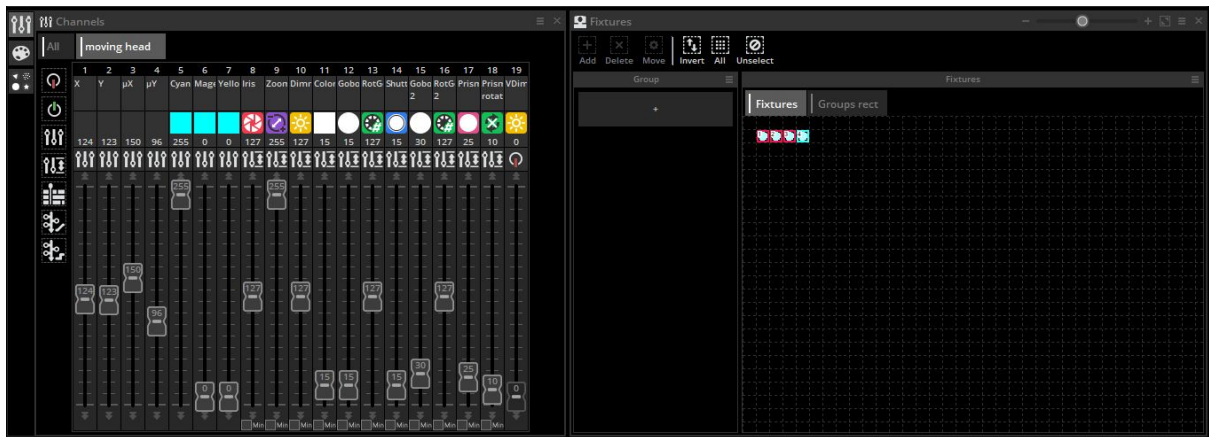 Channels
All
moving head
1 2 3 4 5 6 7 8 9 10 11 12 13 14 15 16 17 18 19
X Y µX µY Cyan Mage Yello Iris Zoon Dimr Color Gobo RotG Shutt Gobo 2 RotG 2 Prisn Prisn rotat VDim
124 123 150 96 255 0 0 127 255 127 15 15 127 15 30 127 25 10 0
255 255
150
124 123 127 127 127 127
96
30
15 15 15 25
10
0 0 0
Min Min Min Min Min Min Min Min Min Min Min
Fixtures
Add Delete Move Invert All Unselect
Group
+
Fixtures
Fixtures
Groups rect